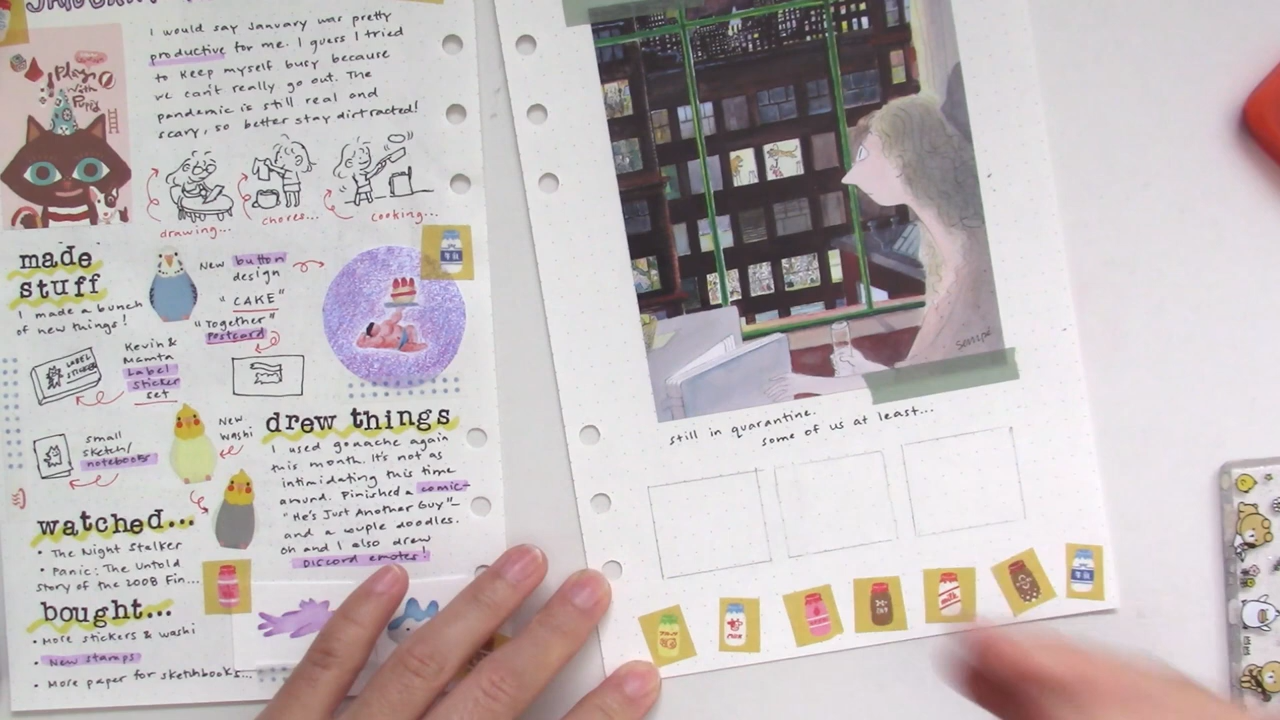 JANUARY
I would say January was pretty
productive for me. I guess I tried
to keep myself busy because
we can't really go out. The
pandemic is still real and
scary, so better stay distracted!
Play
with
drawing...
chores...
cooking...
made
stuff
I made a bunch
of new things!
New button
design
"CAKE"
"Together"
Postcard
Kevin &
Mamta
Label
Sticker
set
LABEL
STICKER
small
sketch/
notebooks
New
washi
drew things
I used gouache again
this month. It's not as
intimidating this time
around. Finished a comic-
"He's Just Another Guy"-
and a couple doodles.
Oh and I also drew
Discord emotes!
watched...
• The Night Stalker
• Panic: The Untold
Story of the 2008 Fin...
bought...
• More stickers & washi
• New stamps
• More paper for sketchbooks...
still in quarantine.
some of us at least...
milk